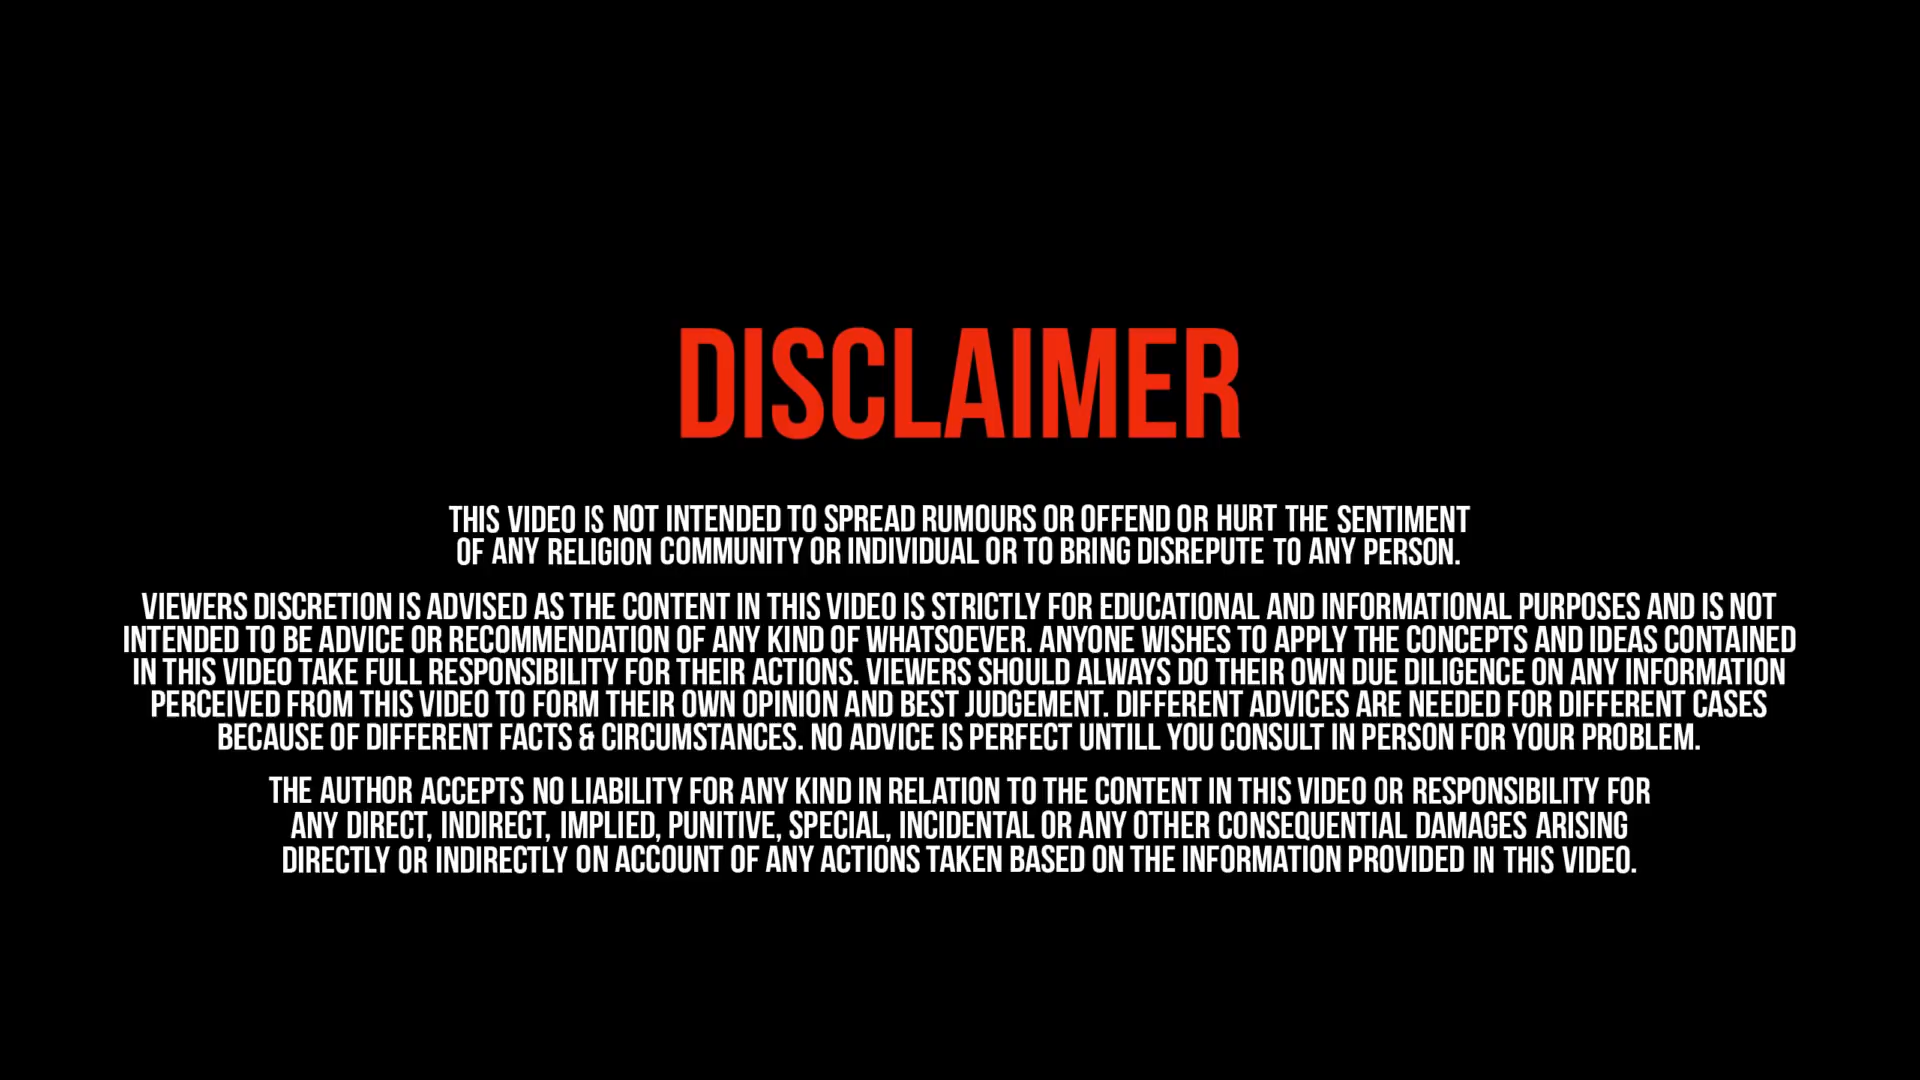 DISCLAIMER
THIS VIDEO IS NOT INTENDED TO SPREAD RUMOURS OR OFFEND OR HURT THE SENTIMENT
OF ANY RELIGION COMMUNITY OR INDIVIDUAL OR TO BRING DISREPUTE TO ANY PERSON.
VIEWERS DISCRETION IS ADVISED AS THE CONTENT IN THIS VIDEO IS STRICTLY FOR EDUCATIONAL AND INFORMATIONAL PURPOSES AND IS NOT
INTENDED TO BE ADVICE OR RECOMMENDATION OF ANY KIND OF WHATSOEVER. ANYONE WISHES TO APPLY THE CONCEPTS AND IDEAS CONTAINED
IN THIS VIDEO TAKE FULL RESPONSIBILITY FOR THEIR ACTIONS. VIEWERS SHOULD ALWAYS DO THEIR OWN DUE DILIGENCE ON ANY INFORMATION
PERCEIVED FROM THIS VIDEO TO FORM THEIR OWN OPINION AND BEST JUDGEMENT. DIFFERENT ADVICES ARE NEEDED FOR DIFFERENT CASES
BECAUSE OF DIFFERENT FACTS & CIRCUMSTANCES. NO ADVICE IS PERFECT UNTILL YOU CONSULT IN PERSON FOR YOUR PROBLEM.
THE AUTHOR ACCEPTS NO LIABILITY FOR ANY KIND IN RELATION TO THE CONTENT IN THIS VIDEO OR RESPONSIBILITY FOR
ANY DIRECT, INDIRECT, IMPLIED, PUNITIVE, SPECIAL, INCIDENTAL OR ANY OTHER CONSEQUENTIAL DAMAGES ARISING
DIRECTLY OR INDIRECTLY ON ACCOUNT OF ANY ACTIONS TAKEN BASED ON THE INFORMATION PROVIDED IN THIS VIDEO.